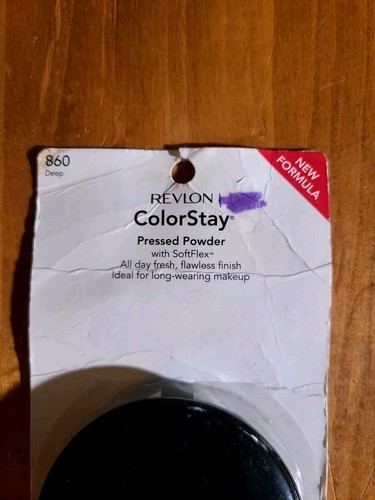 860
Deep
NEW
FORMULA
REVLON
ColorStay®
Pressed Powder
with SoftFlex™
All day fresh, flawless finish
Ideal for long-wearing makeup